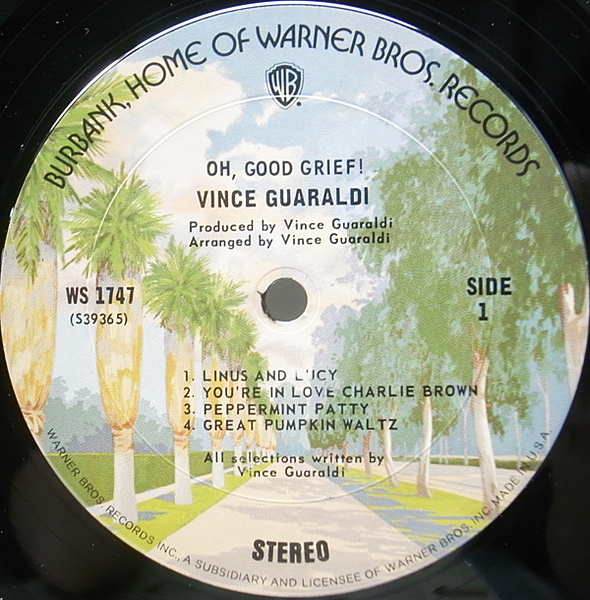 BURBANK, HOME OF WARNER BROS. RECORDS
WB
OH, GOOD GRIEF!
VINCE GUARALDI
Produced by Vince Guaraldi
Arranged by Vince Guaraldi
WS 1747
(S39365)
SIDE
1
1. LINUS AND L'JCY
2. YOU'RE IN LOVE CHARLIE BROWN
3. PEPPERMINT PATTY
4. GREAT PUMPKIN WALTZ
All selections written by
Vince Guaraldi
STEREO
WARNER BROS. RECORDS INC., A SUBSIDIARY AND LICENSEE OF WARNER BROS. INC. MADE IN U.S.A.